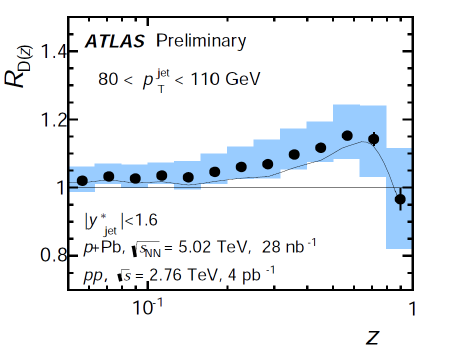 ATLAS Preliminary
80 < p_T^jet < 110 GeV
R_D(z)
1.4
1.2
1
0.8
|y*_jet|<1.6
p+Pb, √s_NN = 5.02 TeV, 28 nb^-1
pp, √s = 2.76 TeV, 4 pb^-1
10^-1
1
z